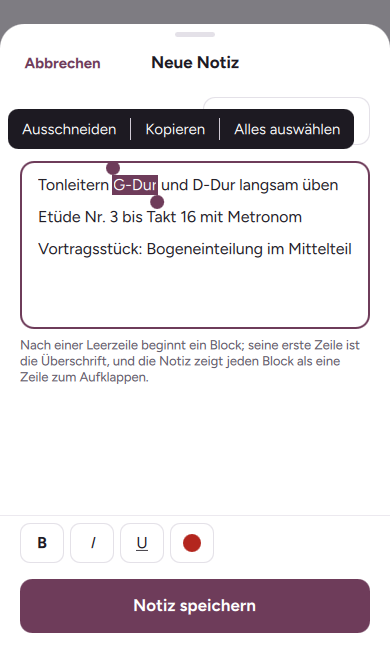 Abbrechen
Neue Notiz
Ausschneiden
Kopieren
Alles auswählen
Tonleitern G-Dur und D-Dur langsam üben
Etüde Nr. 3 bis Takt 16 mit Metronom
Vortragsstück: Bogeneinteilung im Mittelteil
Nach einer Leerzeile beginnt ein Block; seine erste Zeile ist
die Überschrift, und die Notiz zeigt jeden Block als eine
Zeile zum Aufklappen.
B
I
U
Notiz speichern